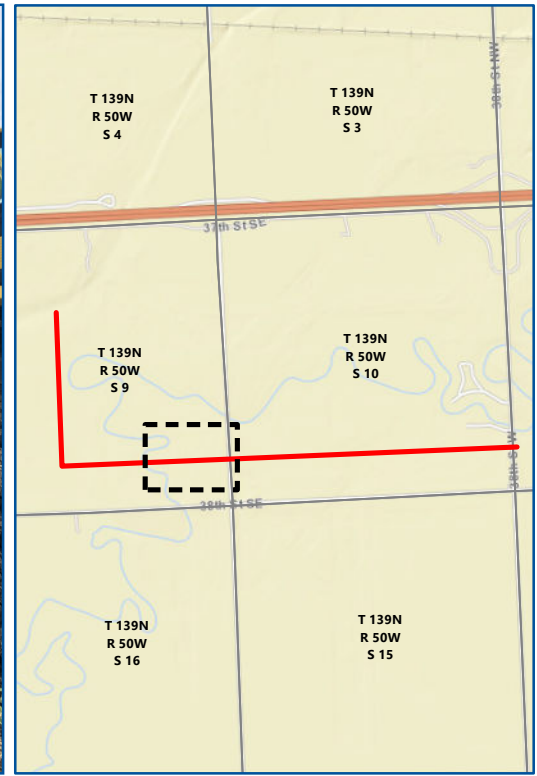 T 139N
R 50W
S 4
T 139N
R 50W
S 3
37th St SE
T 139N
R 50W
S 9
T 139N
R 50W
S 10
38th St SE
T 139N
R 50W
S 16
T 139N
R 50W
S 15